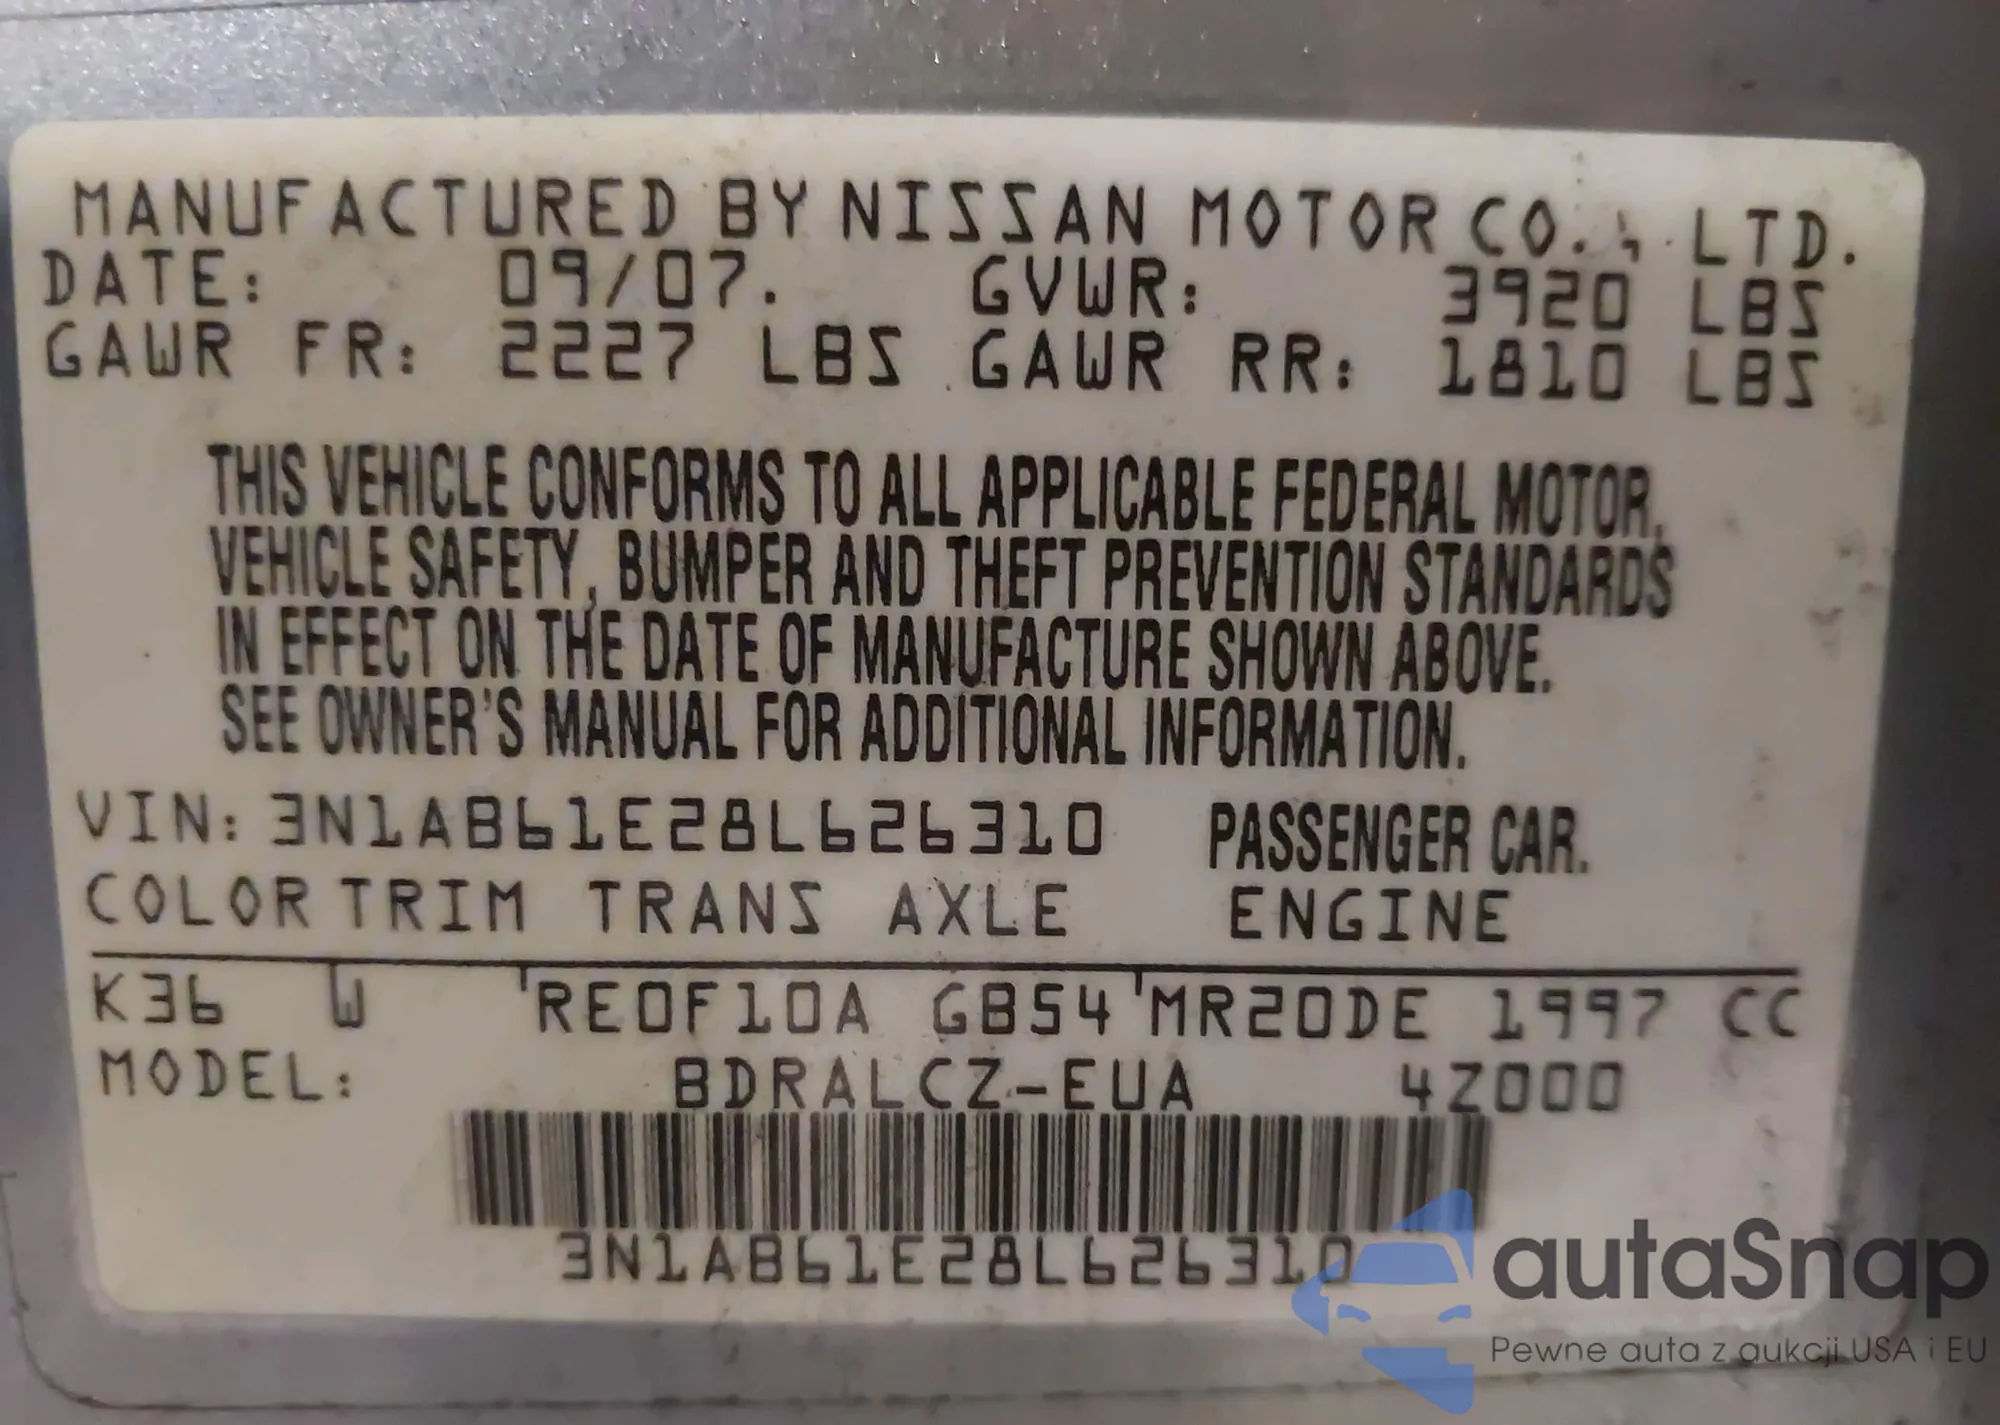 MANUFACTURED BY NISSAN MOTOR CO., LTD.
DATE: 09/07. GVWR: 3920 LBS
GAWR FR: 2227 LBS GAWR RR: 1810 LBS
THIS VEHICLE CONFORMS TO ALL APPLICABLE FEDERAL MOTOR
VEHICLE SAFETY, BUMPER AND THEFT PREVENTION STANDARDS
IN EFFECT ON THE DATE OF MANUFACTURE SHOWN ABOVE.
SEE OWNER'S MANUAL FOR ADDITIONAL INFORMATION.
VIN: 3N1AB61E28L626310 PASSENGER CAR.
COLOR TRIM TRANS AXLE ENGINE
K36 W RE0F10A GB54 MR20DE 1997 CC
MODEL: BDRALCZ-EUA 4Z000
3N1AB61E28L626310
autaSnap
Pewne auta z aukcji USA i EU